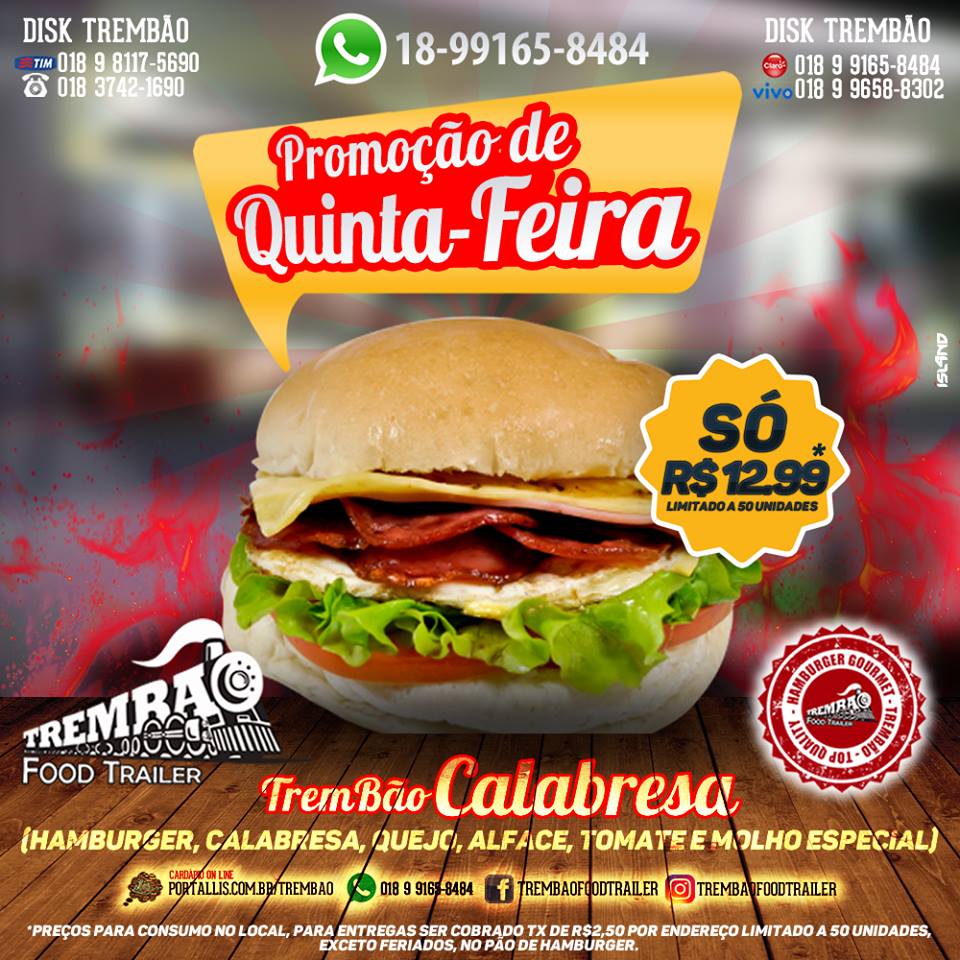 DISK TREMBÃO
TIM 018 9 8117-5690
018 3742-1690
18-99165-8484
DISK TREMBÃO
Claro 018 9 9165-8484
vivo 018 9 9658-8302
Promoção de
Quinta-Feira
ISLAND
SÓ
R$12.99*
LIMITADO A 50 UNIDADES
TREMBÃO
FOOD TRAILER
HAMBURGER GOURMET - TREMBÃO - TOP QUALITY -
TREMBÃO
FOOD TRAILER
TremBão Calabresa
(HAMBURGER, CALABRESA, QUEJO, ALFACE, TOMATE E MOLHO ESPECIAL)
CARDÁPIO ON LINE
PORTALLIS.COM.BR/TREMBAO 018 9 9165-8484 TREMBAOFOODTRAILER TREMBAOFOODTRAILER
*PREÇOS PARA CONSUMO NO LOCAL, PARA ENTREGAS SER COBRADO TX DE R$2,50 POR ENDEREÇO LIMITADO A 50 UNIDADES,
EXCETO FERIADOS, NO PÃO DE HAMBURGER.